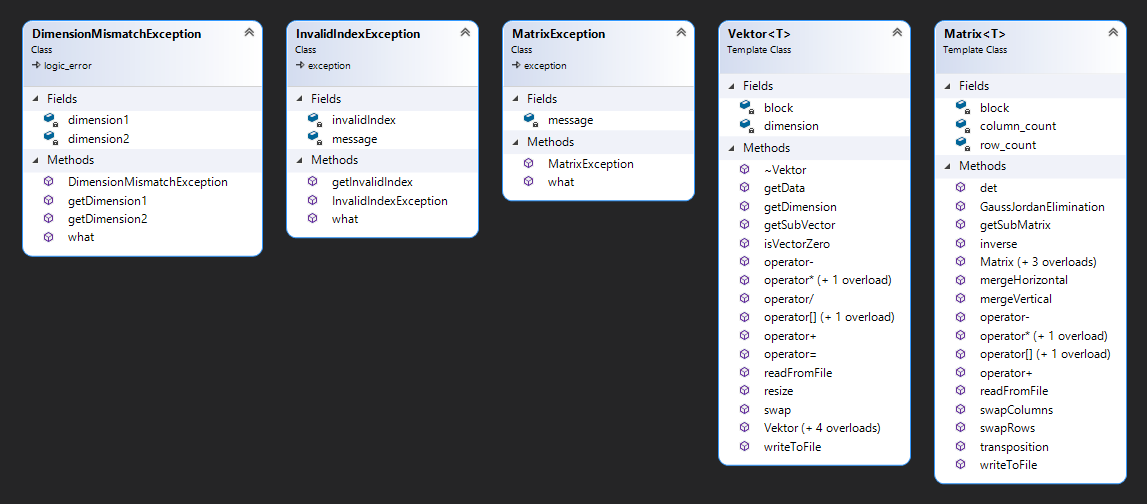 DimensionMismatchException
Class
logic_error
Fields
dimension1
dimension2
Methods
DimensionMismatchException
getDimension1
getDimension2
what
InvalidIndexException
Class
exception
Fields
invalidIndex
message
Methods
getInvalidIndex
InvalidIndexException
what
MatrixException
Class
exception
Fields
message
Methods
MatrixException
what
Vektor<T>
Template Class
Fields
block
dimension
Methods
~Vektor
getData
getDimension
getSubVector
isVectorZero
operator-
operator* (+ 1 overload)
operator/
operator[] (+ 1 overload)
operator+
operator=
readFromFile
resize
swap
Vektor (+ 4 overloads)
writeToFile
Matrix<T>
Template Class
Fields
block
column_count
row_count
Methods
det
GaussJordanElimination
getSubMatrix
inverse
Matrix (+ 3 overloads)
mergeHorizontal
mergeVertical
operator-
operator* (+ 1 overload)
operator[] (+ 1 overload)
operator+
readFromFile
swapColumns
swapRows
transposition
writeToFile